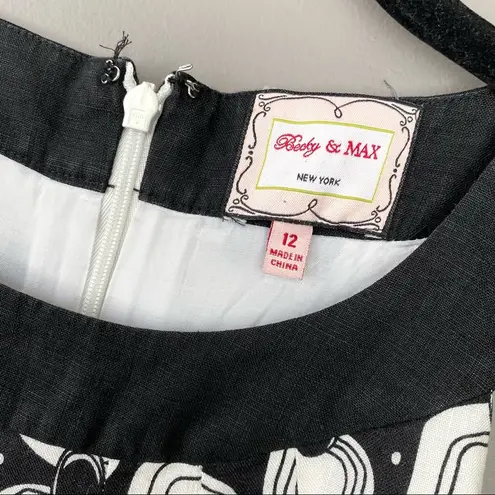 Becky & MAX
NEW YORK
12
MADE IN
CHINA